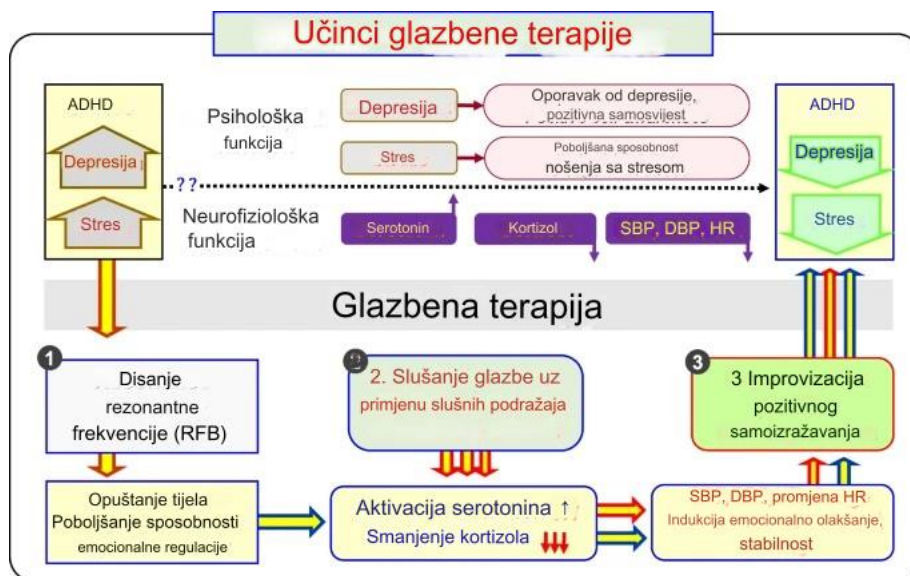 Učinci glazbene terapije
ADHD
Depresija
Stres
??
Psihološka
funkcija
Depresija
Oporavak od depresije,
pozitivna samosvijest
Stres
Poboljšana sposobnost
nošenja sa stresom
Neurofiziološka
funkcija
Serotonin
Kortizol
SBP, DBP, HR
ADHD
Depresija
Stres
Glazbena terapija
1
Disanje
rezonantne
frekvencije (RFB)
2
2. Slušanje glazbe uz
primjenu slušnih podražaja
3
3 Improvizacija
pozitivnog
samoizražavanja
Opuštanje tijela
Poboljšanje sposobnosti
emocionalne regulacije
Aktivacija serotonina ↑
Smanjenje kortizola
SBP, DBP, promjena HR
Indukcija emocionalno olakšanje,
stabilnost